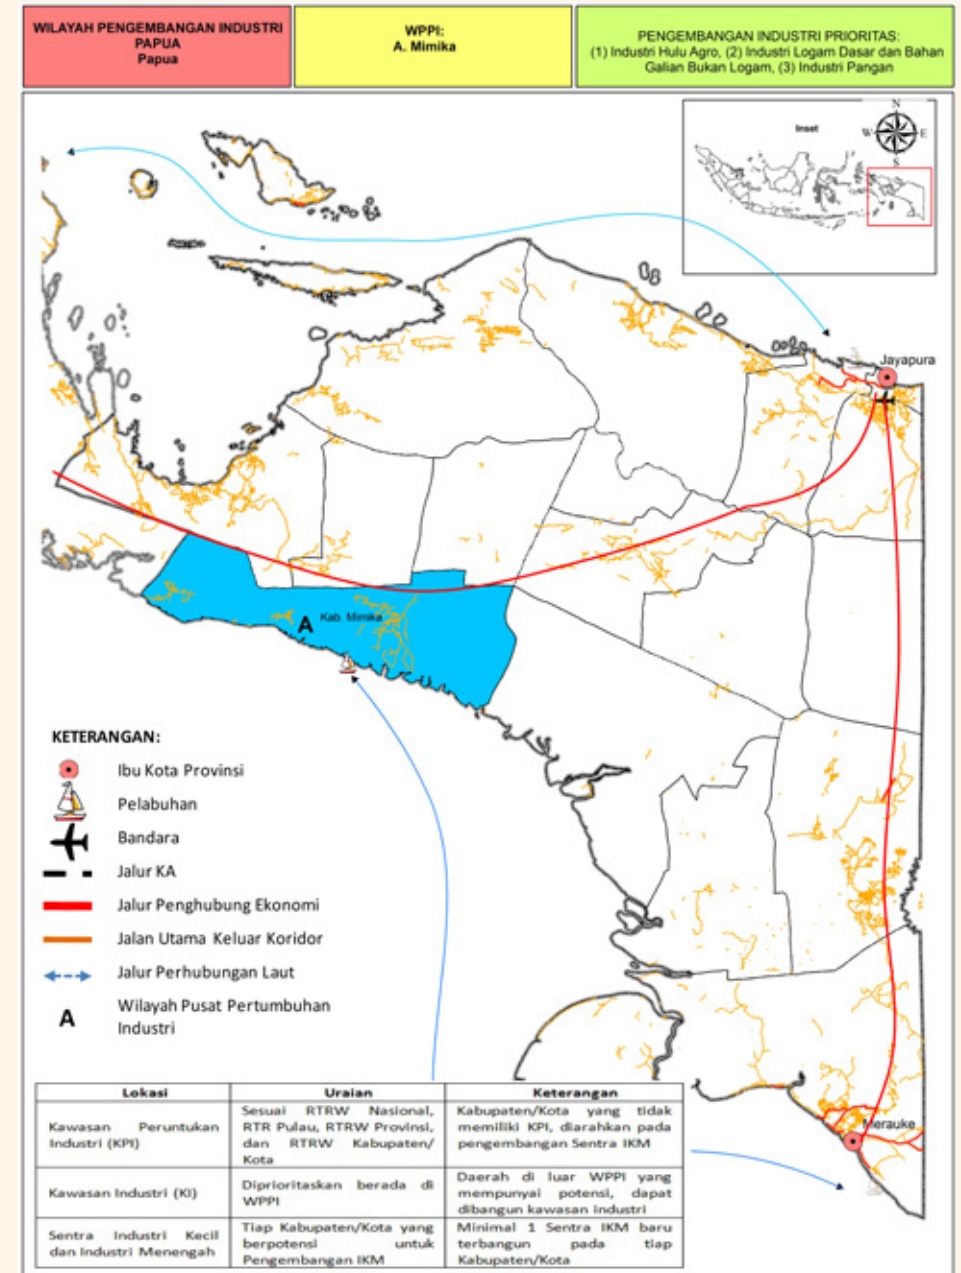 WILAYAH PENGEMBANGAN INDUSTRI
PAPUA
Papua
WPPI:
A. Mimika
PENGEMBANGAN INDUSTRI PRIORITAS:
(1) Industri Hulu Agro, (2) Industri Logam Dasar dan Bahan
Galian Bukan Logam, (3) Industri Pangan
Inset
N
W
E
S
Jayapura
A
Kab. Mimika
KETERANGAN:
Ibu Kota Provinsi
Pelabuhan
Bandara
Jalur KA
Jalur Penghubung Ekonomi
Jalan Utama Keluar Koridor
Jalur Perhubungan Laut
A
Wilayah Pusat Pertumbuhan
Industri
Merauke
Lokasi
Uraian
Keterangan
Kawasan Peruntukan
Industri (KPI)
Sesuai RTRW Nasional,
RTR Pulau, RTRW Provinsi,
dan RTRW Kabupaten/
Kota
Kabupaten/Kota yang tidak
memiliki KPI, diarahkan pada
pengembangan Sentra IKM
Kawasan Industri (KI)
Diprioritaskan berada di
WPPI
Daerah di luar WPPI yang
mempunyai potensi, dapat
dibangun kawasan industri
Sentra Industri Kecil
dan Industri Menengah
Tiap Kabupaten/Kota yang
berpotensi untuk
Pengembangan IKM
Minimal 1 Sentra IKM baru
terbangun pada tiap
Kabupaten/Kota